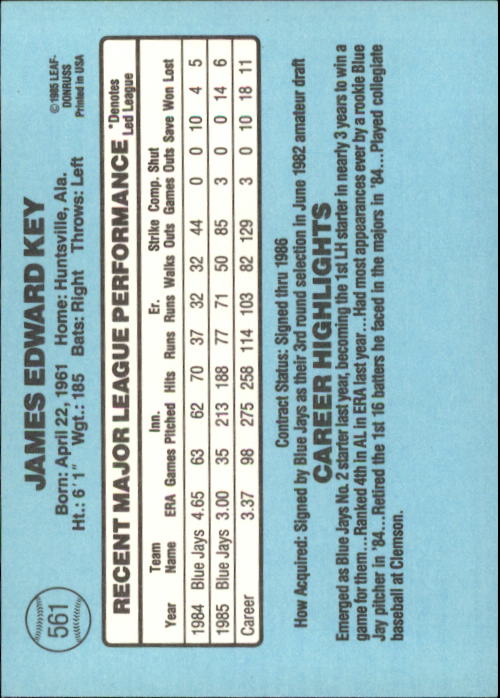 561
JAMES EDWARD KEY
©1985 LEAF-
DONRUSS
Printed in USA
Born: April 22, 1961 Home: Huntsville, Ala.
Ht.: 6'1" Wgt.: 185 Bats: Right Throws: Left
RECENT MAJOR LEAGUE PERFORMANCE
*Denotes
Led League
Team Inn. Er. Strike Comp. Shut
Year Name ERA Games Pitched Hits Runs Runs Walks Outs Games Outs Save Won Lost
1984 Blue Jays 4.65 63 62 70 37 32 32 44 0 0 10 4 5
1985 Blue Jays 3.00 35 213 188 77 71 50 85 3 0 0 14 6
Career 3.37 98 275 258 114 103 82 129 3 0 10 18 11
Contract Status: Signed thru 1986
How Acquired: Signed by Blue Jays as their 3rd round selection in June 1982 amateur draft
CAREER HIGHLIGHTS
Emerged as Blue Jays No. 2 starter last year, becoming the 1st LH starter in nearly 3 years to win a
game for them...Ranked 4th in AL in ERA last year...Had most appearances ever by a rookie Blue
Jay pitcher in '84...Retired the 1st 16 batters he faced in the majors in '84...Played collegiate
baseball at Clemson.